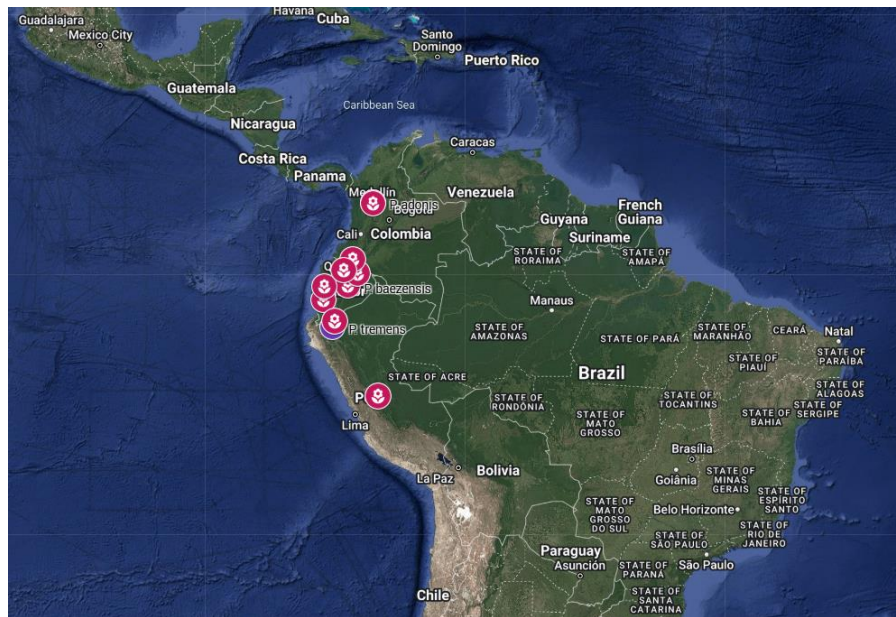 Havana
Guadalajara
Cuba
Mexico City
Santo
Domingo
Puerto Rico
Guatemala
Caribbean Sea
Nicaragua
Costa Rica
Caracas
Panama
Venezuela
P. adonis
Bogota
French
Guiana
Guyana
Suriname
Cali
Colombia
STATE OF
RORAIMA
STATE OF
AMAPÁ
P. baezensis
Manaus
P. tremens
STATE OF
AMAZONAS
STATE OF PARÁ
STATE OF
MARANHÃO
CEARÁ
Natal
STATE OF
PARAÍBA
STATE OF
PIAUÍ
STATE OF ACRE
Brazil
STATE OF
ALAGOAS
STATE OF
RONDÔNIA
STATE OF
TOCANTINS
STATE OF
SERGIPE
STATE OF
BAHIA
STATE OF
MATO
GROSSO
Lima
Brasília
La Paz
Bolivia
Goiânia
STATE OF
MINAS
GERAIS
STATE OF
ESPÍRITO
SANTO
STATE OF
MATO
GROSSO
DO SUL
Belo Horizonte
STATE OF
RIO DE
JANEIRO
STATE OF
SÃO PAULO
Paraguay
Asunción
São Paulo
STATE OF
PARANÁ
Chile
STATE OF
SANTA
CATARINA